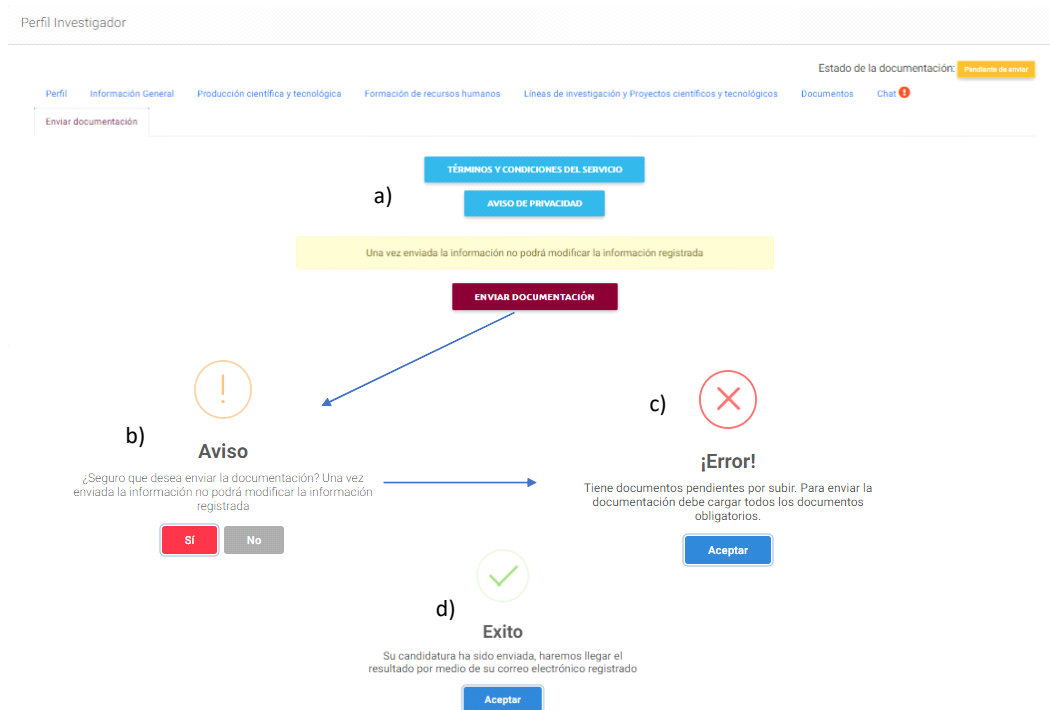 Perfil Investigador
Estado de la documentación: Pendiente de enviar
Perfil Información General Producción científica y tecnológica Formación de recursos humanos Líneas de investigación y Proyectos científicos y tecnológicos Documentos Chat !
Enviar documentación
TÉRMINOS Y CONDICIONES DEL SERVICIO
a)
AVISO DE PRIVACIDAD
Una vez enviada la información no podrá modificar la información registrada
ENVIAR DOCUMENTACIÓN
b)
Aviso
¿Seguro que desea enviar la documentación? Una vez
enviada la información no podrá modificar la información
registrada
Sí No
c)
¡Error!
Tiene documentos pendientes por subir. Para enviar la
documentación debe cargar todos los documentos
obligatorios.
Aceptar
d)
Exito
Su candidatura ha sido enviada, haremos llegar el
resultado por medio de su correo electrónico registrado
Aceptar